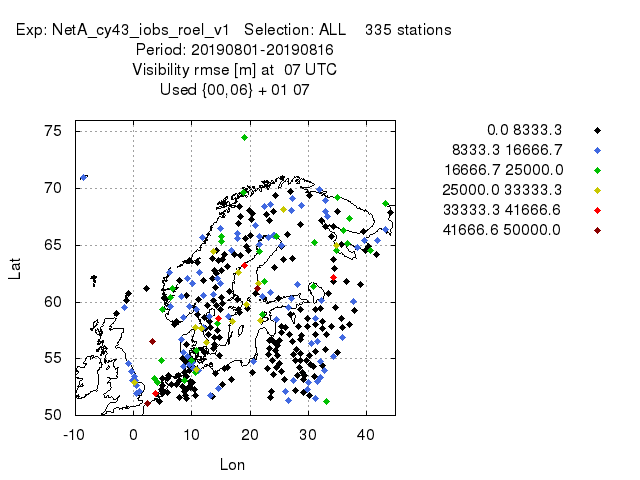 Exp: NetA_cy43_iobs_roel_v1 Selection: ALL 335 stations
Period: 20190801-20190816
Visibility rmse [m] at 07 UTC
Used {00,06} + 01 07
75
70
65
60
55
50
Lat
-10 0 10 20 30 40
Lon
0.0 8333.3
8333.3 16666.7
16666.7 25000.0
25000.0 33333.3
33333.3 41666.6
41666.6 50000.0